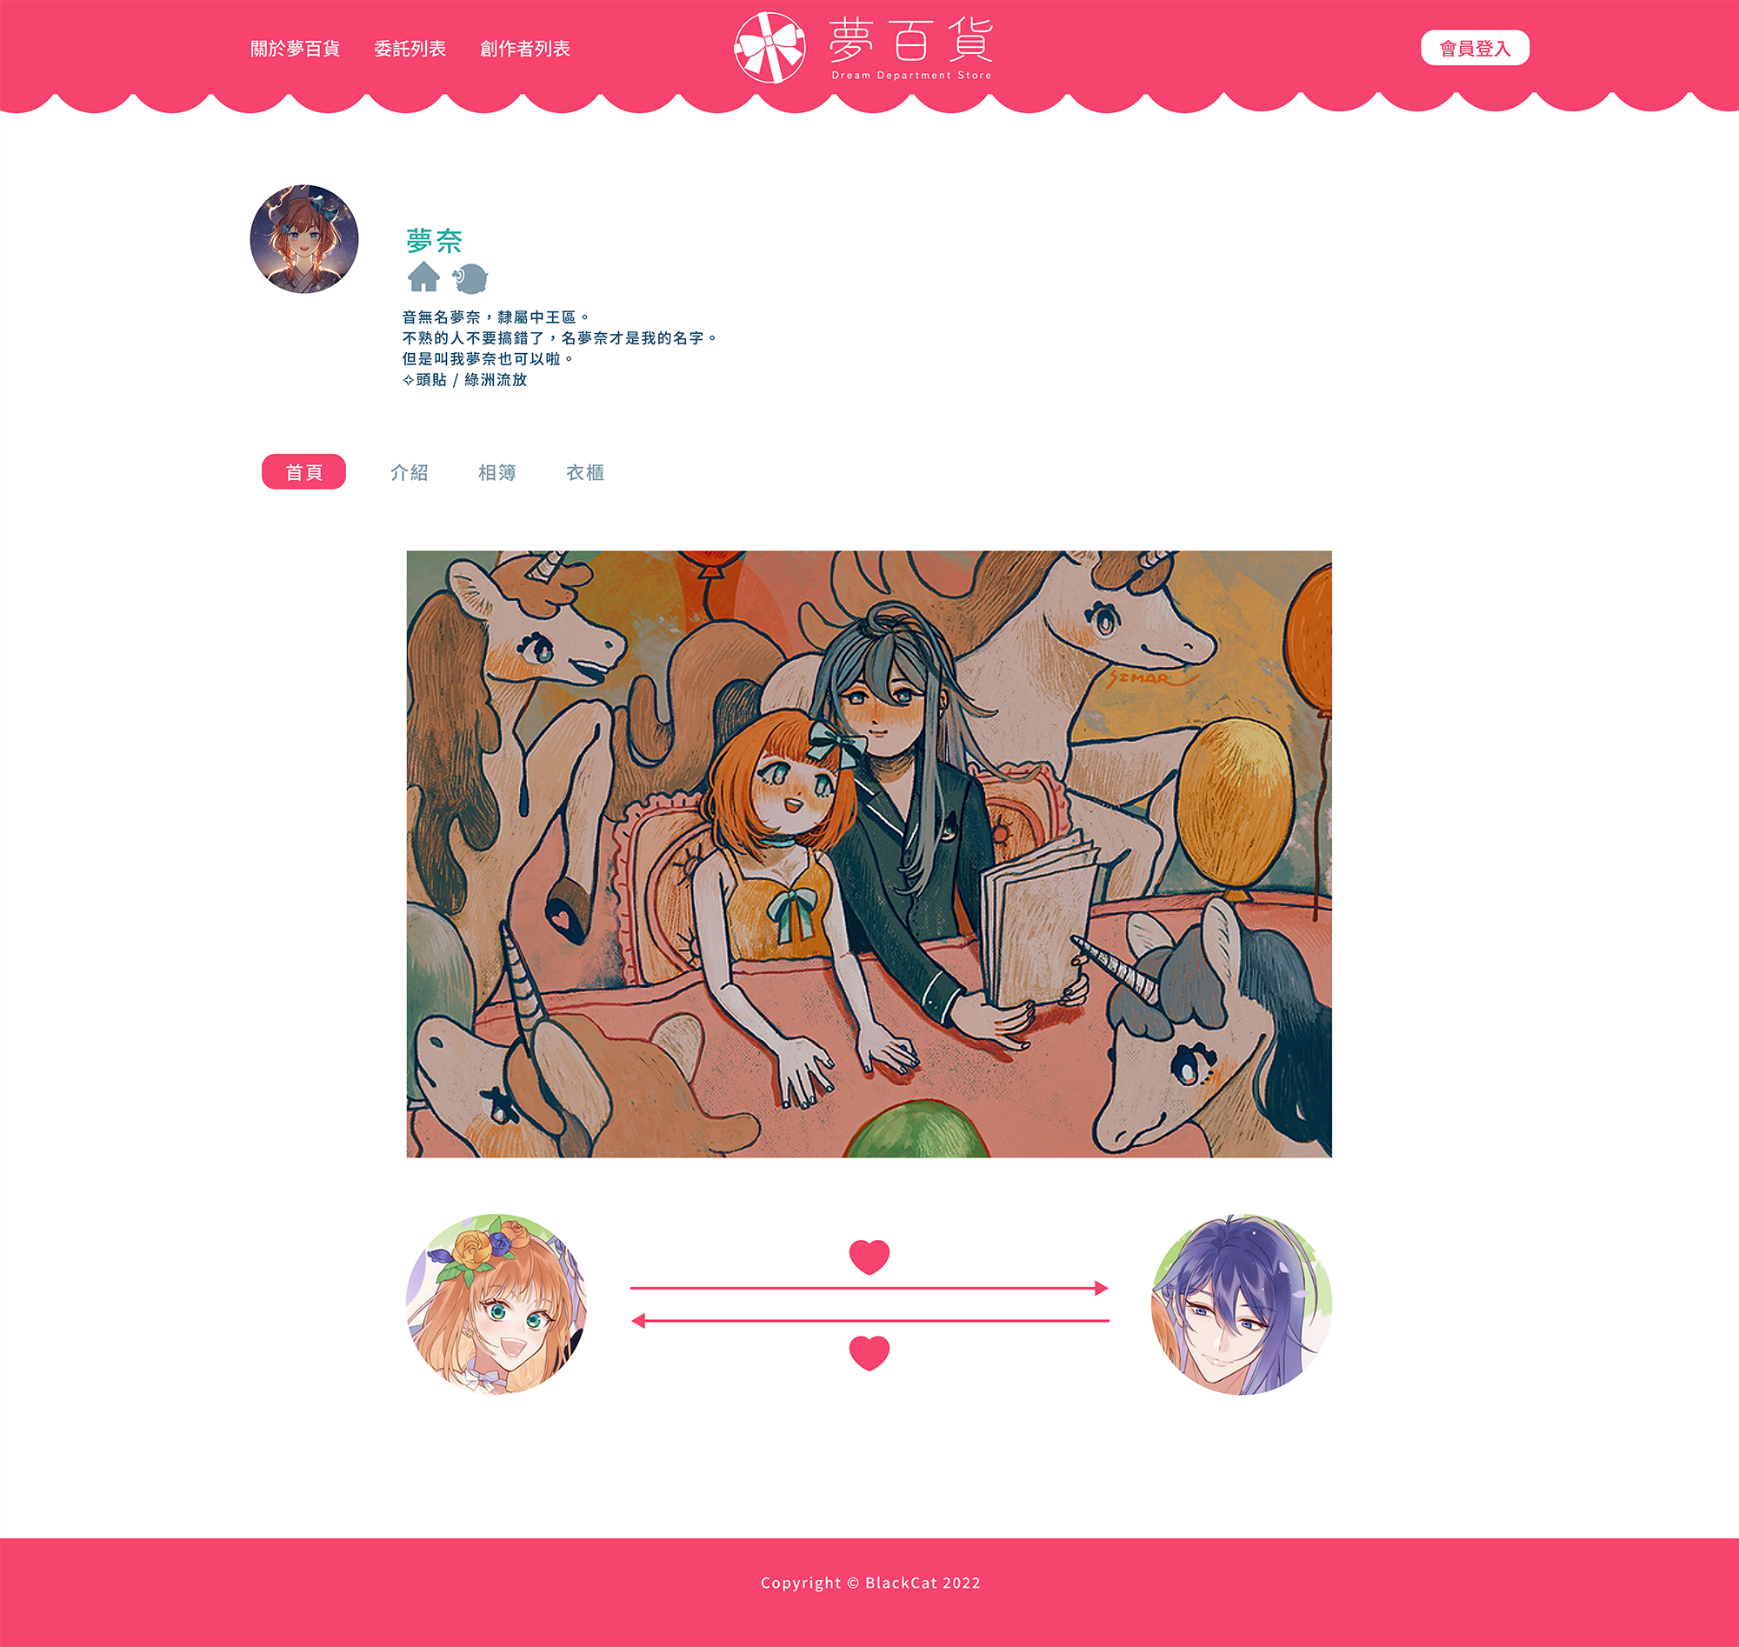 關於夢百貨
委託列表
創作者列表
夢百貨
Dream Department Store
會員登入
夢奈
音無名夢奈，隸屬中王區。
不熟的人不要搞錯了，名夢奈才是我的名字。
但是叫我夢奈也可以啦。
✧頭貼 / 綠洲流放
首頁
介紹
相簿
衣櫃
SIMAR
Copyright © BlackCat 2022